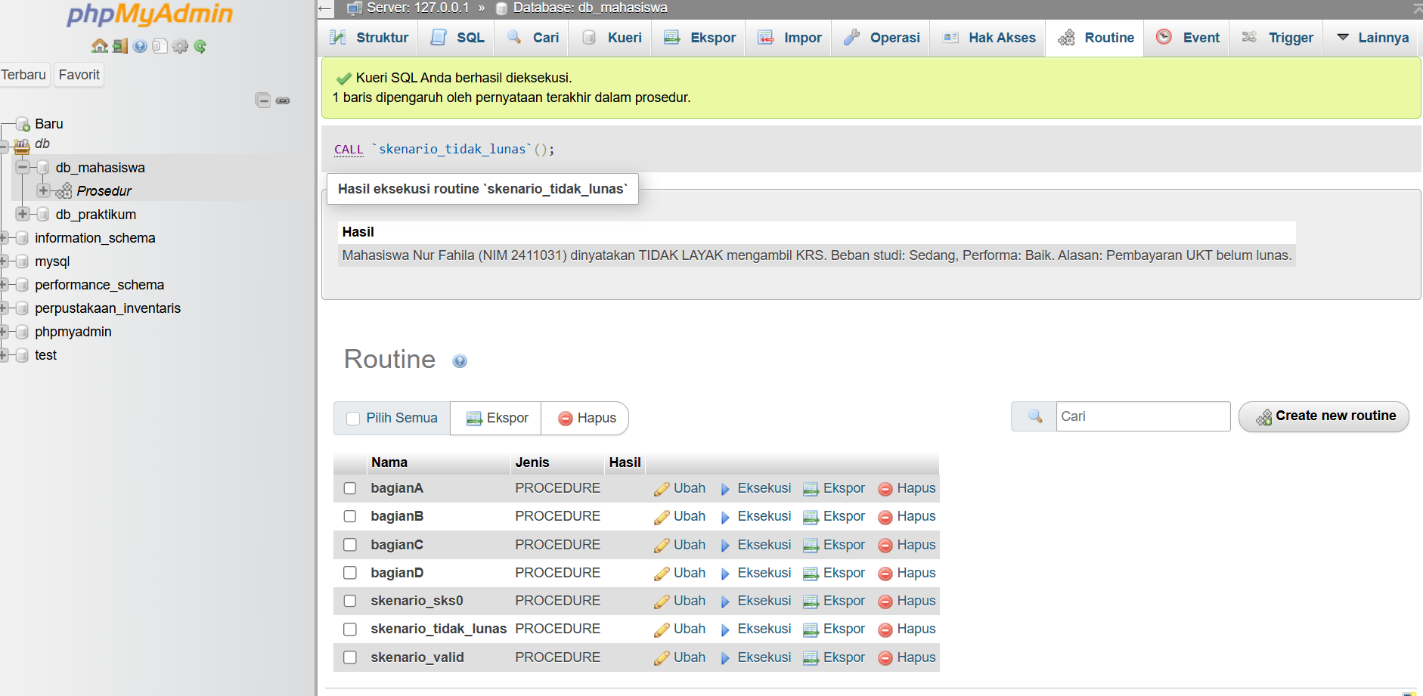 phpMyAdmin
Terbaru Favorit
Baru
db
db_mahasiswa
Prosedur
db_praktikum
information_schema
mysql
performance_schema
perpustakaan_inventaris
phpmyadmin
test
Server: 127.0.0.1 » Database: db_mahasiswa
Struktur SQL Cari Kueri Ekspor Impor Operasi Hak Akses Routine Event Trigger Lainnya
Kueri SQL Anda berhasil dieksekusi.
1 baris dipengaruh oleh pernyataan terakhir dalam prosedur.
CALL `skenario_tidak_lunas`();
Hasil eksekusi routine `skenario_tidak_lunas`
Hasil
Mahasiswa Nur Fahila (NIM 2411031) dinyatakan TIDAK LAYAK mengambil KRS. Beban studi: Sedang, Performa: Baik. Alasan: Pembayaran UKT belum lunas.
Routine
Pilih Semua Ekspor Hapus Cari Create new routine
Nama Jenis Hasil
bagianA PROCEDURE Ubah Eksekusi Ekspor Hapus
bagianB PROCEDURE Ubah Eksekusi Ekspor Hapus
bagianC PROCEDURE Ubah Eksekusi Ekspor Hapus
bagianD PROCEDURE Ubah Eksekusi Ekspor Hapus
skenario_sks0 PROCEDURE Ubah Eksekusi Ekspor Hapus
skenario_tidak_lunas PROCEDURE Ubah Eksekusi Ekspor Hapus
skenario_valid PROCEDURE Ubah Eksekusi Ekspor Hapus